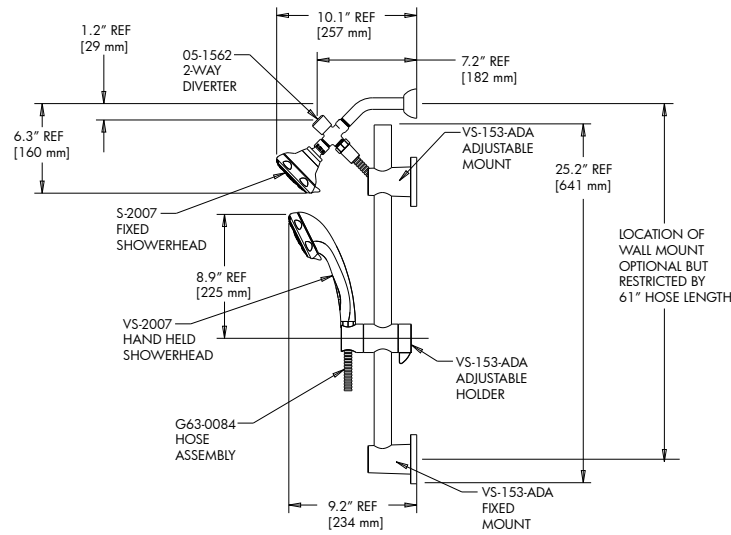 10.1” REF
[257 mm]
1.2” REF
[29 mm]
05-1562
2-WAY
DIVERTER
7.2” REF
[182 mm]
6.3” REF
[160 mm]
VS-153-ADA
ADJUSTABLE
MOUNT
25.2” REF
[641 mm]
S-2007
FIXED
SHOWERHEAD
LOCATION OF
WALL MOUNT
OPTIONAL BUT
RESTRICTED BY
61” HOSE LENGTH
8.9” REF
[225 mm]
VS-2007
HAND HELD
SHOWERHEAD
VS-153-ADA
ADJUSTABLE
HOLDER
G63-0084
HOSE
ASSEMBLY
9.2” REF
[234 mm]
VS-153-ADA
FIXED
MOUNT